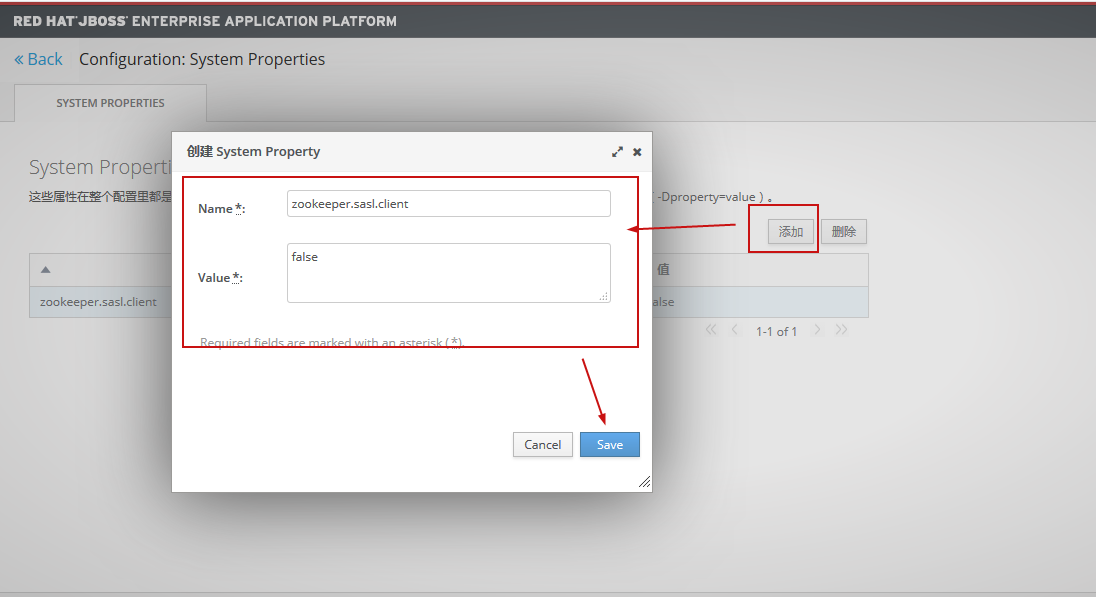 RED HAT JBOSS ENTERPRISE APPLICATION PLATFORM
« Back Configuration: System Properties
SYSTEM PROPERTIES
System Properti
这些属性在整个配置里都是
( -Dproperty=value ) 。
添加 删除
值
zookeeper.sasl.client
alse
1-1 of 1
创建 System Property
Name *:
zookeeper.sasl.client
Value *:
false
Required fields are marked with an asterisk ( *).
Cancel Save